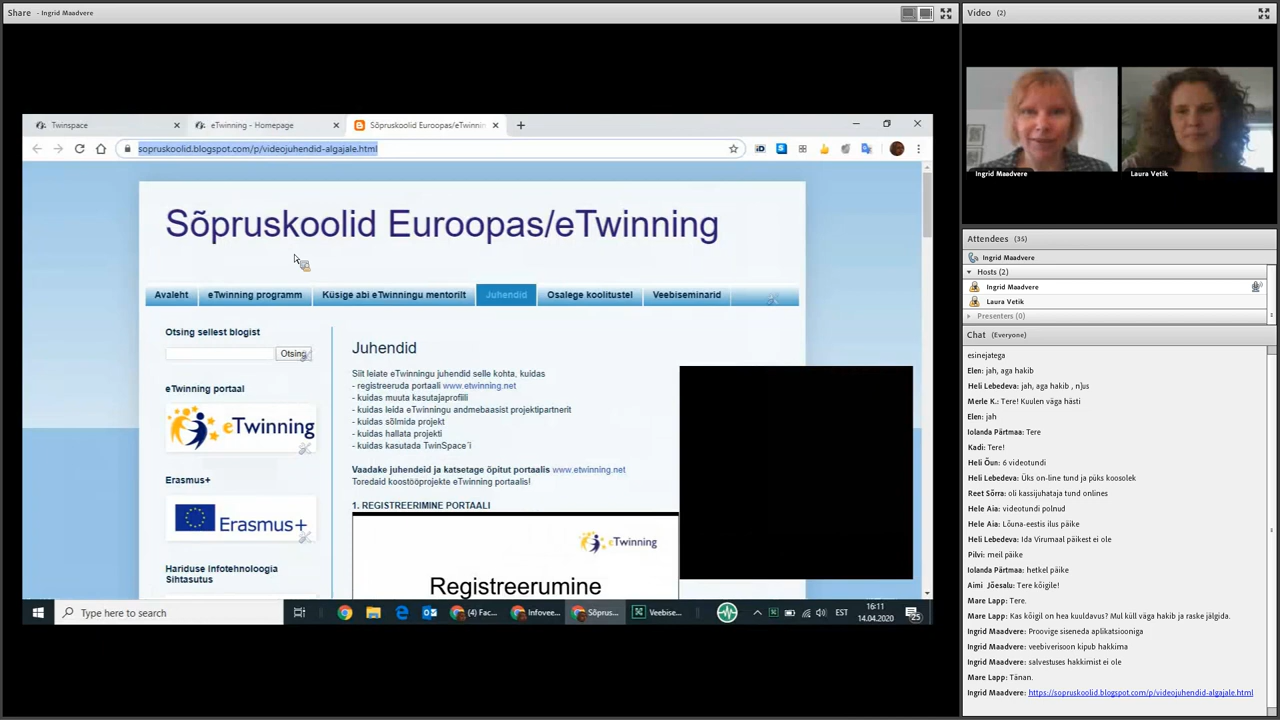 Share - Ingrid Maadvere
Twinspace
eTwinning - Homepage
Sõpruskoolid Euroopas/eTwinnin
sopruskoolid.blogspot.com/p/videojuhendid-algajale.html
Sõpruskoolid Euroopas/eTwinning
Avaleht
eTwinning programm
Küsige abi eTwinningu mentorilt
Juhendid
Osalege koolitustel
Veebiseminarid
Otsing sellest blogist
Otsing
eTwinning portaal
eTwinning
Erasmus+
Erasmus+
Hariduse Infotehnoloogia
Sihtasutus
Juhendid
Siit leiate eTwinningu juhendid selle kohta, kuidas
- registreeruda portaali www.etwinning.net
- kuidas muuta kasutajaprofiili
- kuidas leida eTwinningu andmebaasist projektipartnerit
- kuidas sõlmida projekt
- kuidas hallata projekti
- kuidas kasutada TwinSpace´i
Vaadake juhendeid ja katsetage õpitut portaalis www.etwinning.net
Toredaid koostööprojekte eTwinning portaalis!
1. REGISTREERIMINE PORTAALI
eTwinning
Registreerumine
Type here to search
(4) Fac...
Infovee...
Sõprus...
Veebise...
EST
16:11
14.04.2020
25
Video (2)
Ingrid Maadvere
Laura Vetik
Attendees (35)
Ingrid Maadvere
Hosts (2)
Ingrid Maadvere
Laura Vetik
Presenters (0)
Chat (Everyone)
esinejatega
Elen: jah, aga hakib
Heli Lebedeva: jah, aga hakib , njus
Merle K.: Tere! Kuulen väga hästi
Elen: jah
Iolanda Pärtmaa: Tere
Kadi: Tere!
Heli Õun: 6 videotundi
Heli Lebedeva: Üks on-line tund ja püks koosolek
Reet Sõrra: oli kassijuhataja tund onlines
Hele Aia: videotund polnud
Hele Aia: Lõuna-eestis ilus päike
Heli Lebedeva: Ida Virumaal päikest ei ole
Pilvi: meil päike
Iolanda Pärtmaa: hetkel päike
Aimi Jõesalu: Tere kõigile!
Mare Lapp: Tere.
Mare Lapp: Kas kõigil on hea kuuldavus? Mul küll väga hakib ja raske jälgida.
Ingrid Maadvere: Proovige siseneda aplikatsiooniga
Ingrid Maadvere: veebiverisoon kipub hakkima
Ingrid Maadvere: salvestuses hakkimist ei ole
Mare Lapp: Tänan.
Ingrid Maadvere: https://sopruskoolid.blogspot.com/p/videojuhendid-algajale.html